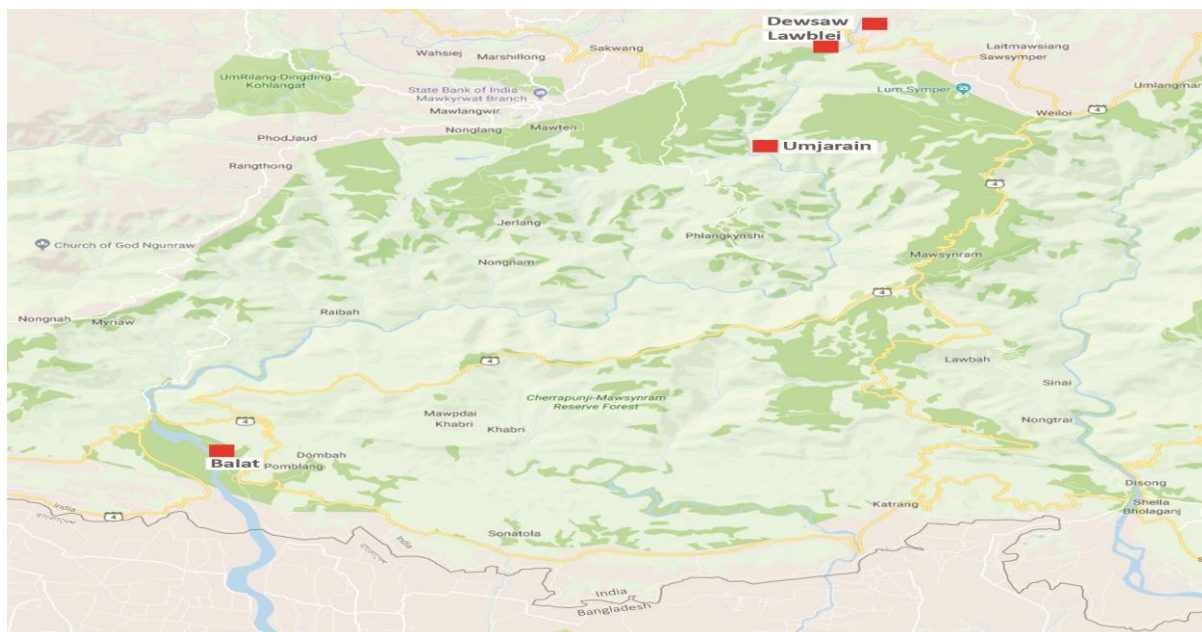 Dewsaw
Lawblei
Wahsiej
Marshillong
Sakwang
Laitmawsiang
Sawsymper
UmRilang-Dingding
Kohlangat
State Bank of India
Mawkyrwat Branch
Lum Symper
Umlangmar
Mawlangwir
Weiloi
4
Nonglang
Mawten
PhodJaud
Umjarain
Rangthong
4
Jerlang
Phlangkynshi
Church of God Ngunraw
Nongnam
Mawsynram
4
Raibah
Nongnah
Myriaw
4
Lawbah
Sinai
Cherrapunji-Mawsynram
Reserve Forest
Mawpdai
Khabri
Khabri
Nongtrai
4
Dombah
Balat
Pomblang
Disong
Katrang
Shella
Bholaganj
India
বাংলাদেশ
4
Sonatola
India
বাংলাদেশ
India
Bangladesh